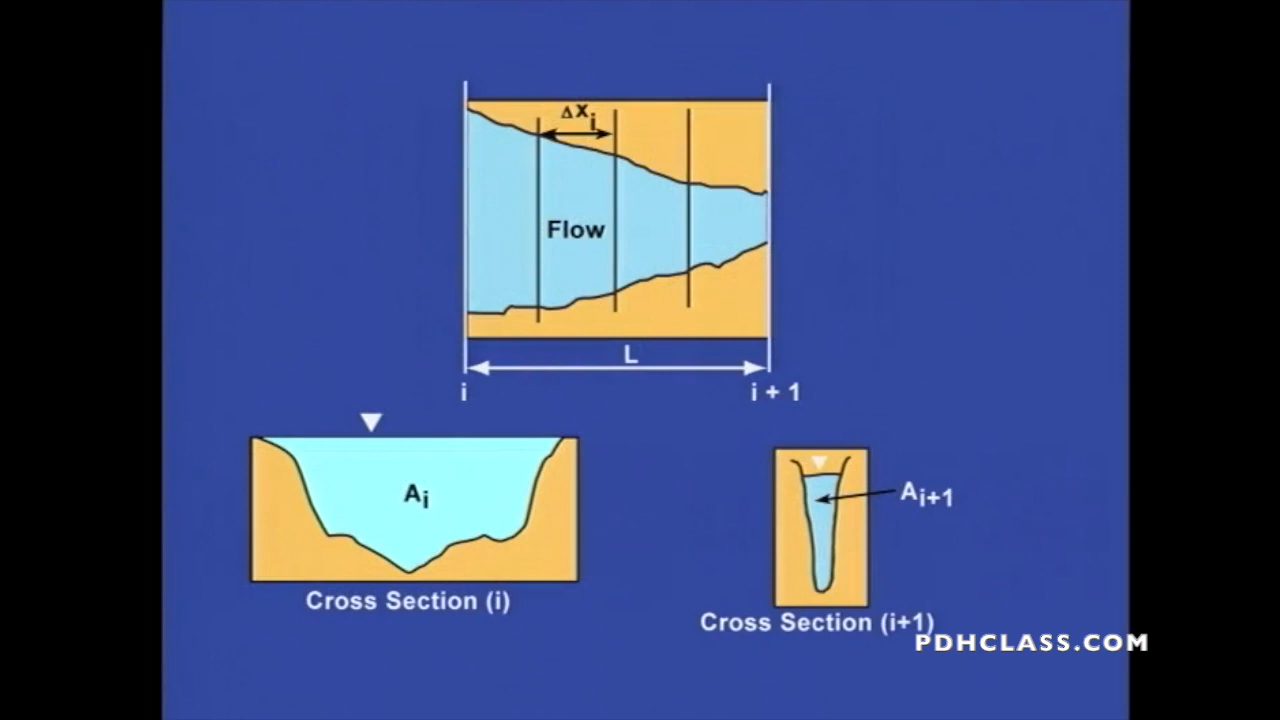 Δxi
Flow
L
i
i + 1
Ai
Ai+1
Cross Section (i)
Cross Section (i+1)
PDHCLASS.COM